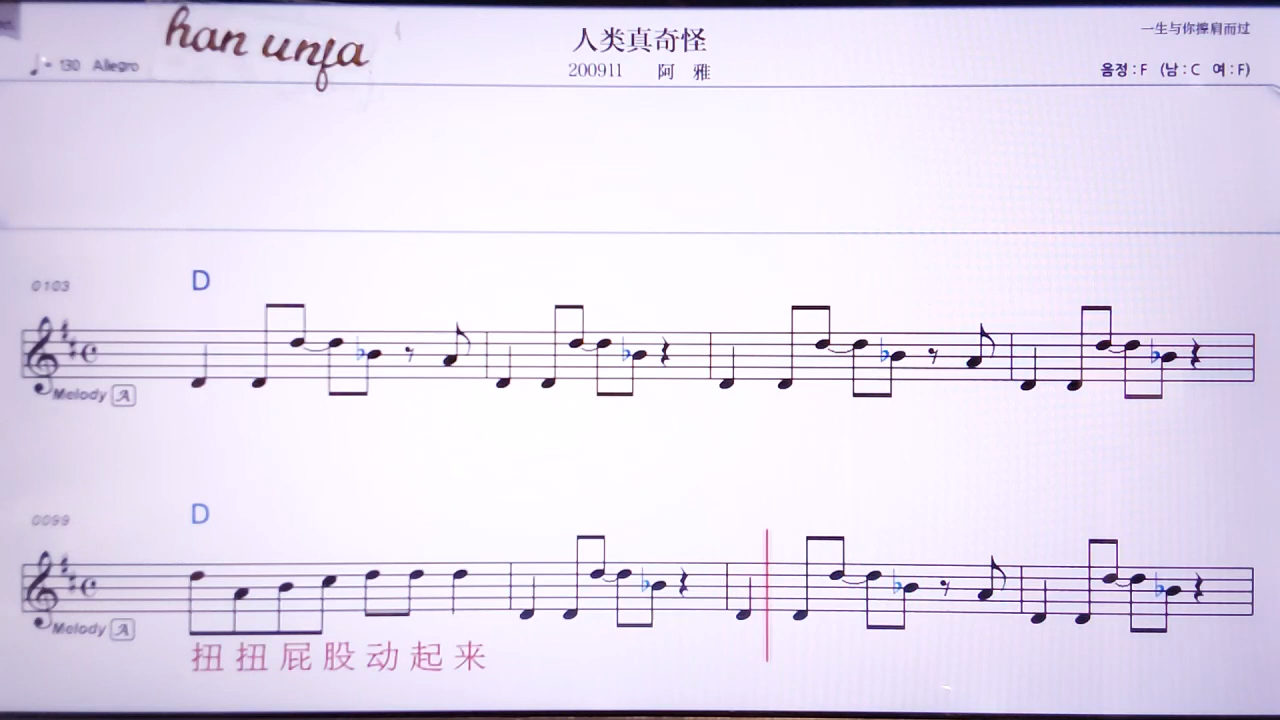 han unfa
人类真奇怪
一生与你擦肩而过
♩ = 130 Allegro
200911 阿 雅
음정 : F (남 : C 여 : F)
0103
D
Melody A
0099
D
Melody A
扭扭屁股动起来